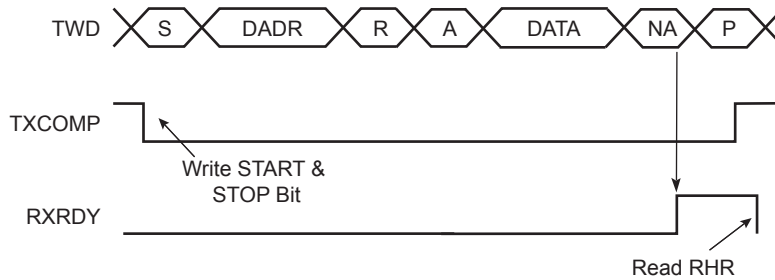 TWD S DADR R A DATA NA P
TXCOMP
Write START &
STOP Bit
RXRDY
Read RHR